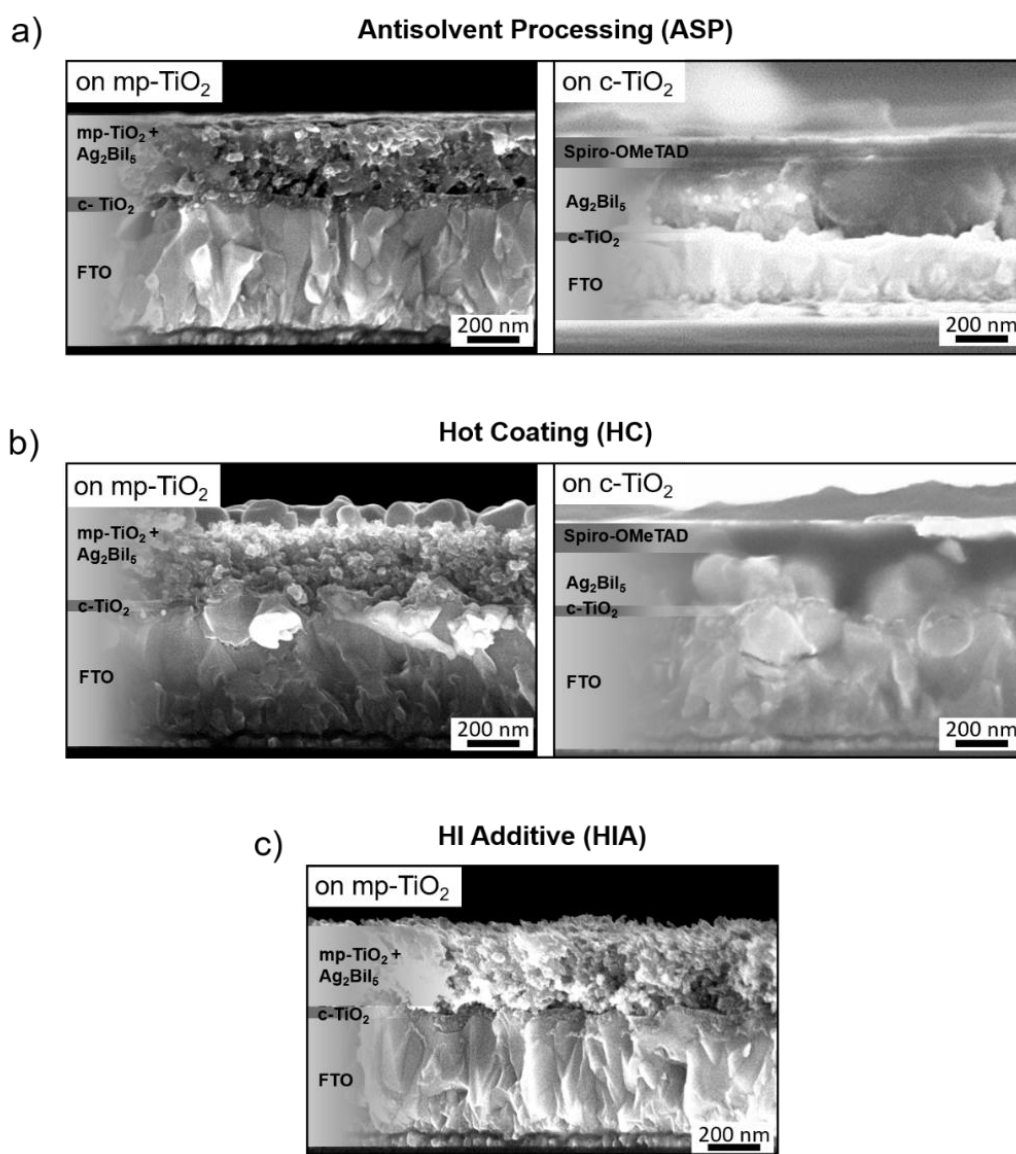 a)
Antisolvent Processing (ASP)
on mp-TiO₂
mp-TiO₂ +
Ag₂BiI₅
c- TiO₂
FTO
200 nm
on c-TiO₂
Spiro-OMeTAD
Ag₂BiI₅
c-TiO₂
FTO
200 nm
b)
Hot Coating (HC)
on mp-TiO₂
mp-TiO₂ +
Ag₂BiI₅
c-TiO₂
FTO
200 nm
on c-TiO₂
Spiro-OMeTAD
Ag₂BiI₅
c-TiO₂
FTO
200 nm
c)
HI Additive (HIA)
on mp-TiO₂
mp-TiO₂ +
Ag₂BiI₅
c-TiO₂
FTO
200 nm